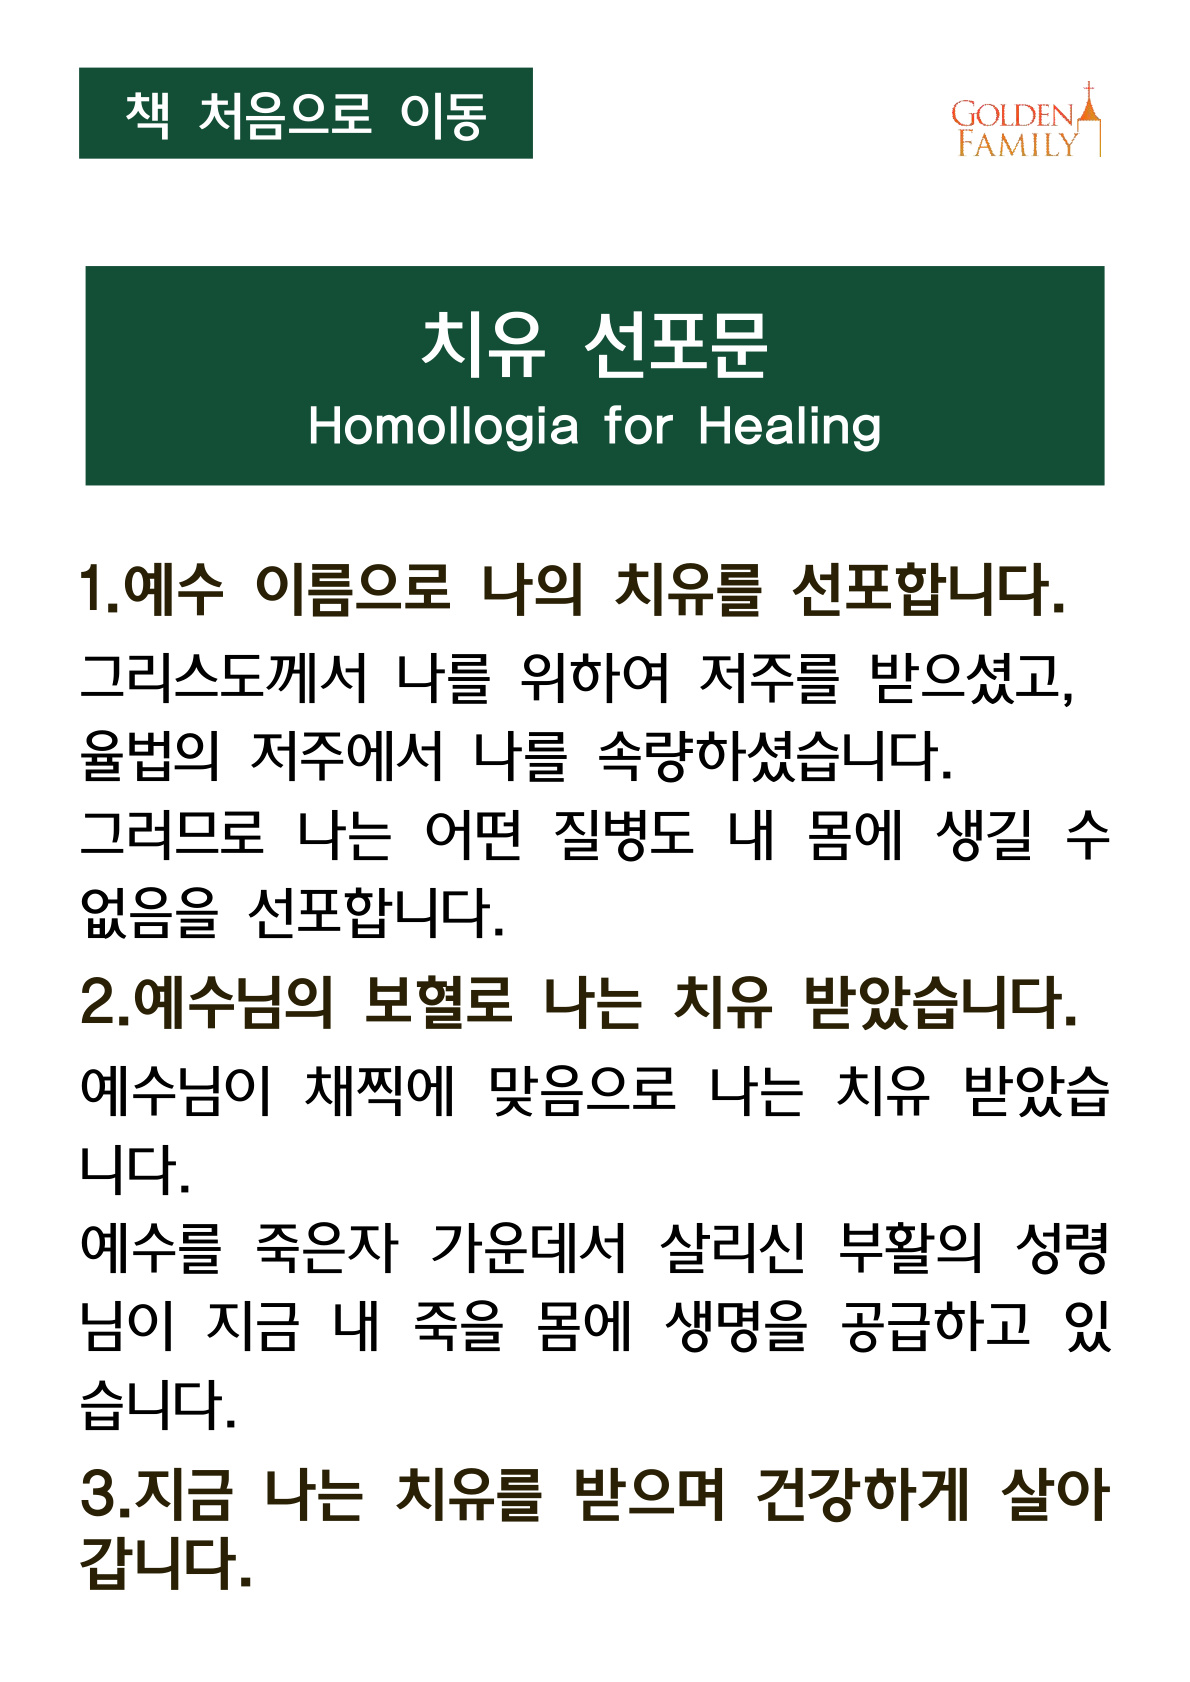 책 처음으로 이동
GOLDEN
FAMILY
치유 선포문
Homollogia for Healing
1.예수 이름으로 나의 치유를 선포합니다.
그리스도께서 나를 위하여 저주를 받으셨고,
율법의 저주에서 나를 속량하셨습니다.
그러므로 나는 어떤 질병도 내 몸에 생길 수
없음을 선포합니다.
2.예수님의 보혈로 나는 치유 받았습니다.
예수님이 채찍에 맞음으로 나는 치유 받았습
니다.
예수를 죽은자 가운데서 살리신 부활의 성령
님이 지금 내 죽을 몸에 생명을 공급하고 있
습니다.
3.지금 나는 치유를 받으며 건강하게 살아
갑니다.